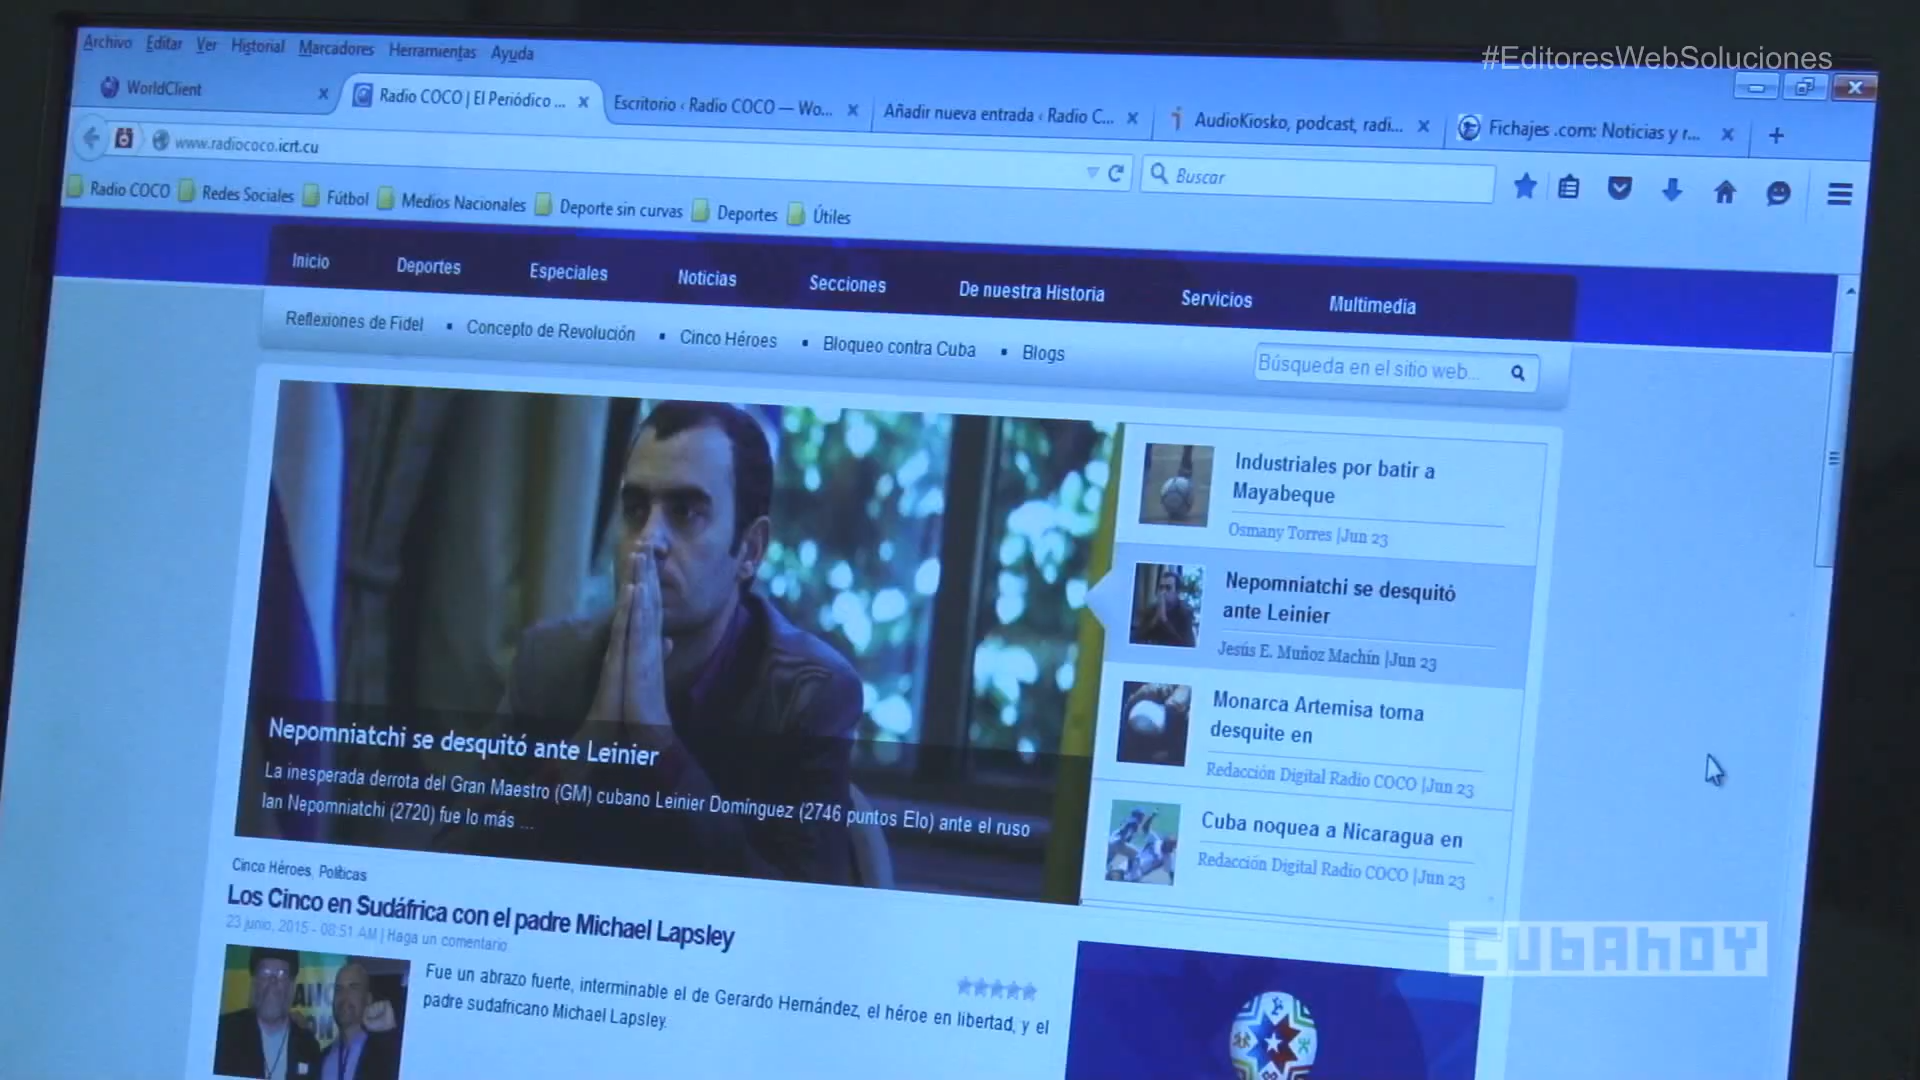 #EditoresWebSoluciones
Archivo Editar Ver Historial Marcadores Herramientas Ayuda
WorldClient
Radio COCO | El Periódico ...
Escritorio ‹ Radio COCO — Wo...
Añadir nueva entrada ‹ Radio C...
AudioKiosko, podcast, radi...
Fichajes .com: Noticias y r...
www.radiococo.icrt.cu
Buscar
Radio COCO Redes Sociales Fútbol Medios Nacionales Deporte sin curvas Deportes Útiles
Inicio Deportes Especiales Noticias Secciones De nuestra Historia Servicios Multimedia
Reflexiones de Fidel ▪ Concepto de Revolución ▪ Cinco Héroes ▪ Bloqueo contra Cuba ▪ Blogs
Búsqueda en el sitio web...
Industriales por batir a
Mayabeque
Osmany Torres |Jun 23
Nepomniatchi se desquitó
ante Leinier
Jesús E. Muñoz Machín |Jun 23
Monarca Artemisa toma
desquite en
Redacción Digital Radio COCO |Jun 23
Cuba noquea a Nicaragua en
Redacción Digital Radio COCO |Jun 23
Nepomniatchi se desquitó ante Leinier
La inesperada derrota del Gran Maestro (GM) cubano Leinier Domínguez (2746 puntos Elo) ante el ruso
Ian Nepomniatchi (2720) fue lo más ...
Cinco Héroes, Políticas
Los Cinco en Sudáfrica con el padre Michael Lapsley
23 junio, 2015 - 08:51 AM | Haga un comentario
Fue un abrazo fuerte, interminable el de Gerardo Hernández, el héroe en libertad, y el
padre sudafricano Michael Lapsley.
CUBAHOY